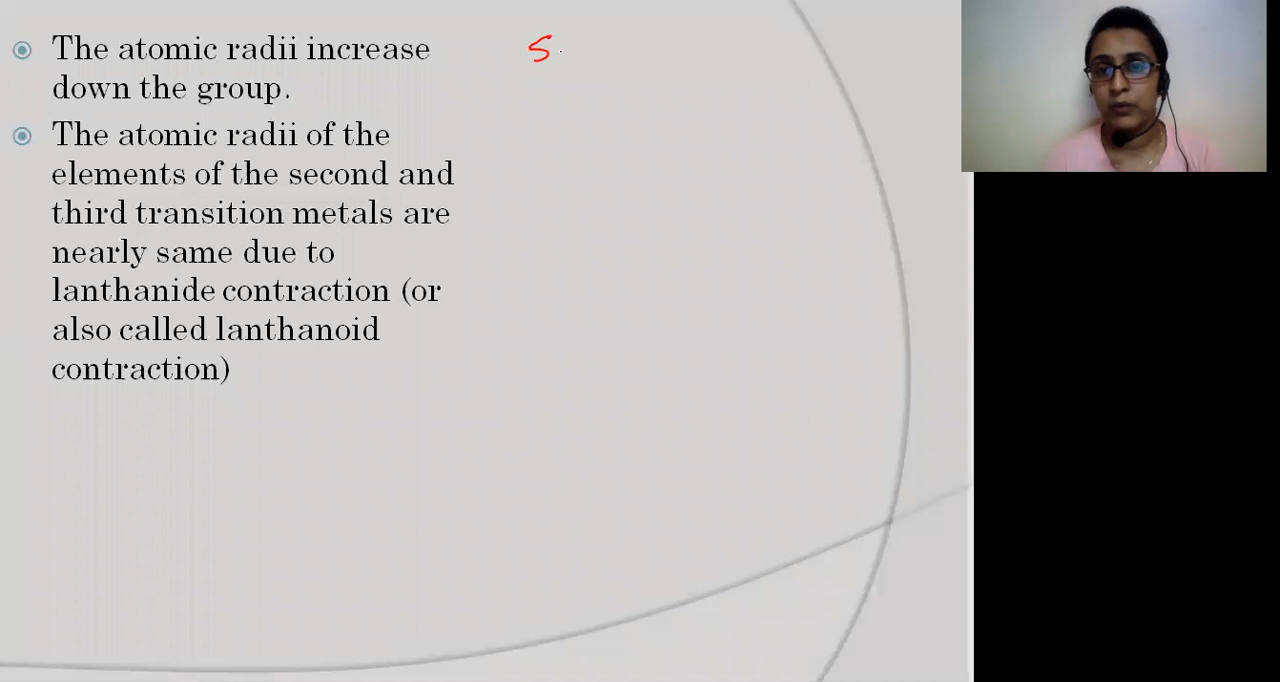 The atomic radii increase
down the group.
The atomic radii of the
elements of the second and
third transition metals are
nearly same due to
lanthanide contraction (or
also called lanthanoid
contraction)
S